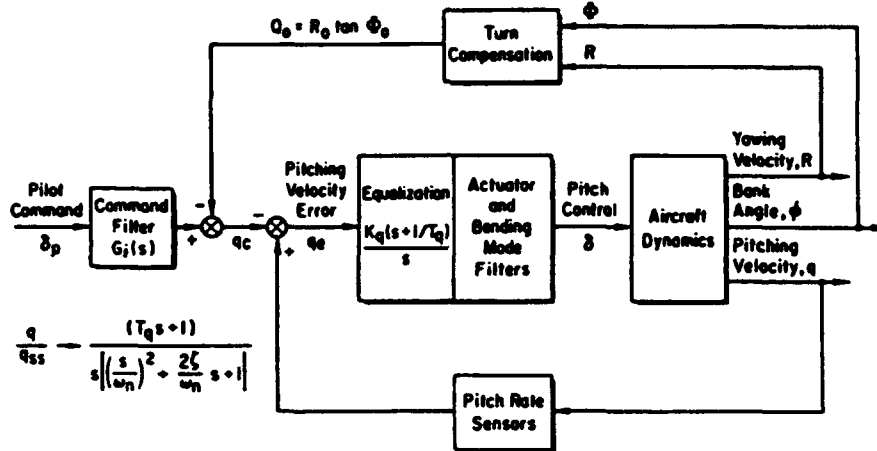 Q₀ = R₀ tan Φ₀
Turn
Compensation
Φ
R
Pilot
Command
δp
Command
Filter
Gᵢ(s)
+
−
qc
−
+
Pitching
Velocity
Error
qe
Equalization
Kq(s+1/Tq)
s
Actuator
and
Bending
Mode
Filters
Pitch
Control
δ
Aircraft
Dynamics
Yawing
Velocity, R
Bank
Angle, φ
Pitching
Velocity, q
q
qss
(Tqs+1)
s[(s/ωn)² + 2ζ/ωn s+1]
Pitch Rate
Sensors